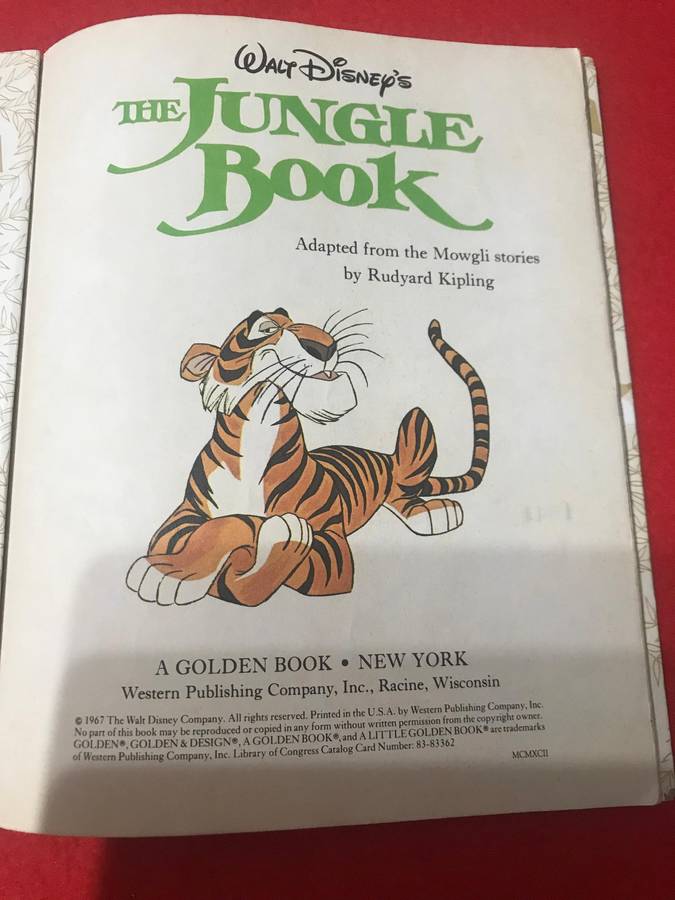 WALT DISNEY'S
THE JUNGLE
BOOK
Adapted from the Mowgli stories
by Rudyard Kipling
A GOLDEN BOOK • NEW YORK
Western Publishing Company, Inc., Racine, Wisconsin
© 1967 The Walt Disney Company. All rights reserved. Printed in the U.S.A. by Western Publishing Company, Inc.
No part of this book may be reproduced or copied in any form without written permission from the copyright owner.
GOLDEN®, GOLDEN & DESIGN®, A GOLDEN BOOK®, and A LITTLE GOLDEN BOOK® are trademarks
of Western Publishing Company, Inc. Library of Congress Catalog Card Number: 83-83362
MCMXCII